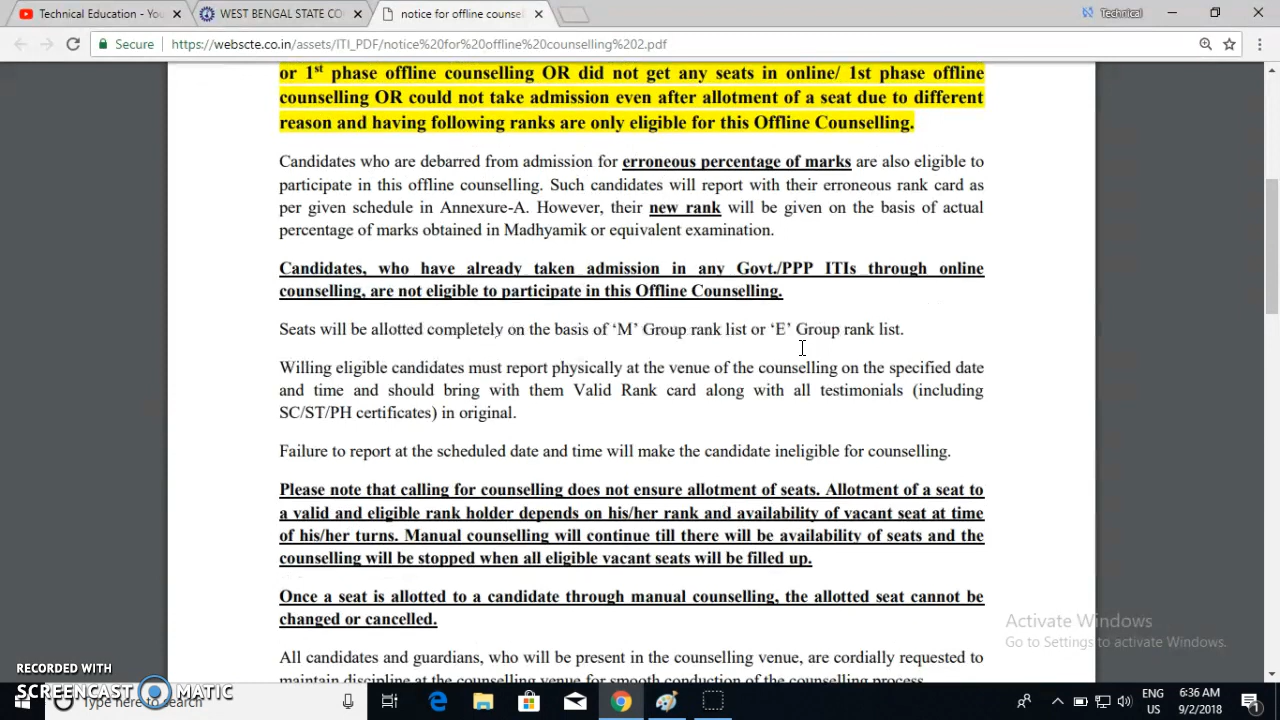 Technical Education - You
WEST BENGAL STATE CO
notice for offline counsel
Technical
Secure
https://webscte.co.in/assets/ITI_PDF/notice%20for%20offline%20counselling%202.pdf
or 1st phase offline counselling OR did not get any seats in online/ 1st phase offline
counselling OR could not take admission even after allotment of a seat due to different
reason and having following ranks are only eligible for this Offline Counselling.
Candidates who are debarred from admission for erroneous percentage of marks are also eligible to
participate in this offline counselling. Such candidates will report with their erroneous rank card as
per given schedule in Annexure-A. However, their new rank will be given on the basis of actual
percentage of marks obtained in Madhyamik or equivalent examination.
Candidates, who have already taken admission in any Govt./PPP ITIs through online
counselling, are not eligible to participate in this Offline Counselling.
Seats will be allotted completely on the basis of ‘M’ Group rank list or ‘E’ Group rank list.
Willing eligible candidates must report physically at the venue of the counselling on the specified date
and time and should bring with them Valid Rank card along with all testimonials (including
SC/ST/PH certificates) in original.
Failure to report at the scheduled date and time will make the candidate ineligible for counselling.
Please note that calling for counselling does not ensure allotment of seats. Allotment of a seat to
a valid and eligible rank holder depends on his/her rank and availability of vacant seat at time
of his/her turns. Manual counselling will continue till there will be availability of seats and the
counselling will be stopped when all eligible vacant seats will be filled up.
Once a seat is allotted to a candidate through manual counselling, the allotted seat cannot be
changed or cancelled.
All candidates and guardians, who will be present in the counselling venue, are cordially requested to
maintain discipline at the counselling venue for smooth conduction of the counselling process.
Activate Windows
Go to Settings to activate Windows.
RECORDED WITH
SCREENCAST MATIC
Type here to search
ENG
US
6:36 AM
9/2/2018
1